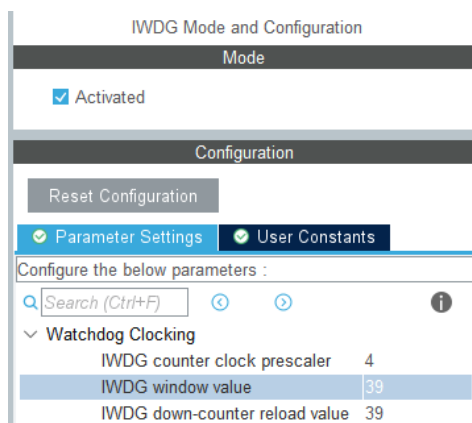 IWDG Mode and Configuration
Mode
Activated
Configuration
Reset Configuration
Parameter Settings User Constants
Configure the below parameters :
Search (Ctrl+F)
Watchdog Clocking
IWDG counter clock prescaler 4
IWDG window value 39
IWDG down-counter reload value 39